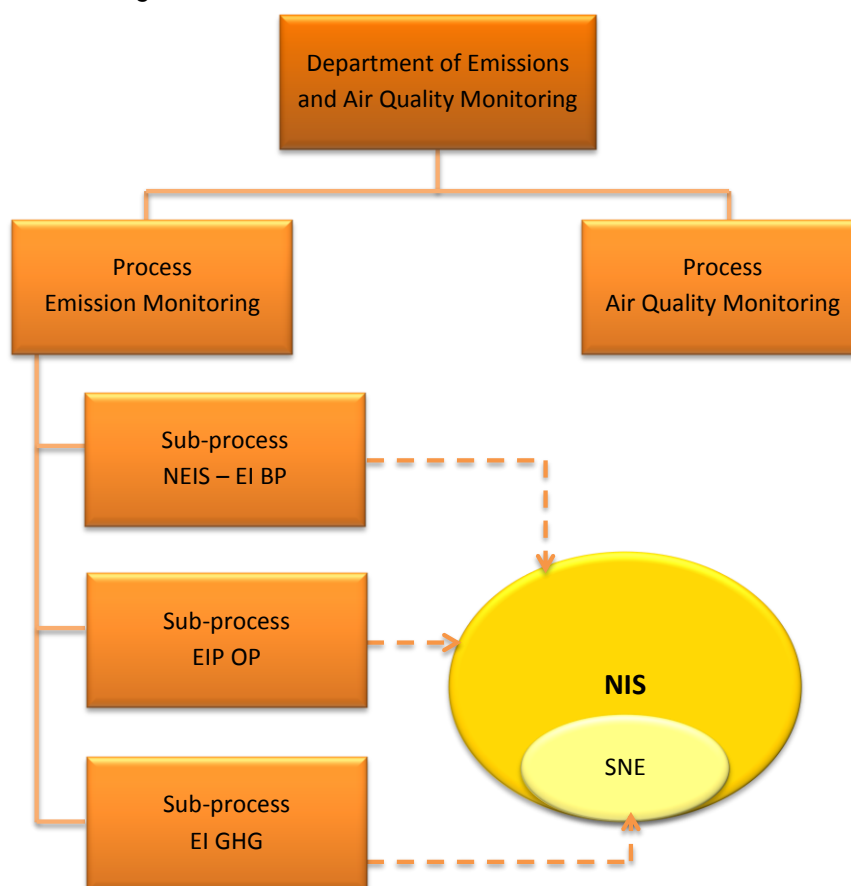 Department of Emissions
and Air Quality Monitoring
Process
Emission Monitoring
Process
Air Quality Monitoring
Sub-process
NEIS – EI BP
Sub-process
EIP OP
NIS
Sub-process
EI GHG
SNE